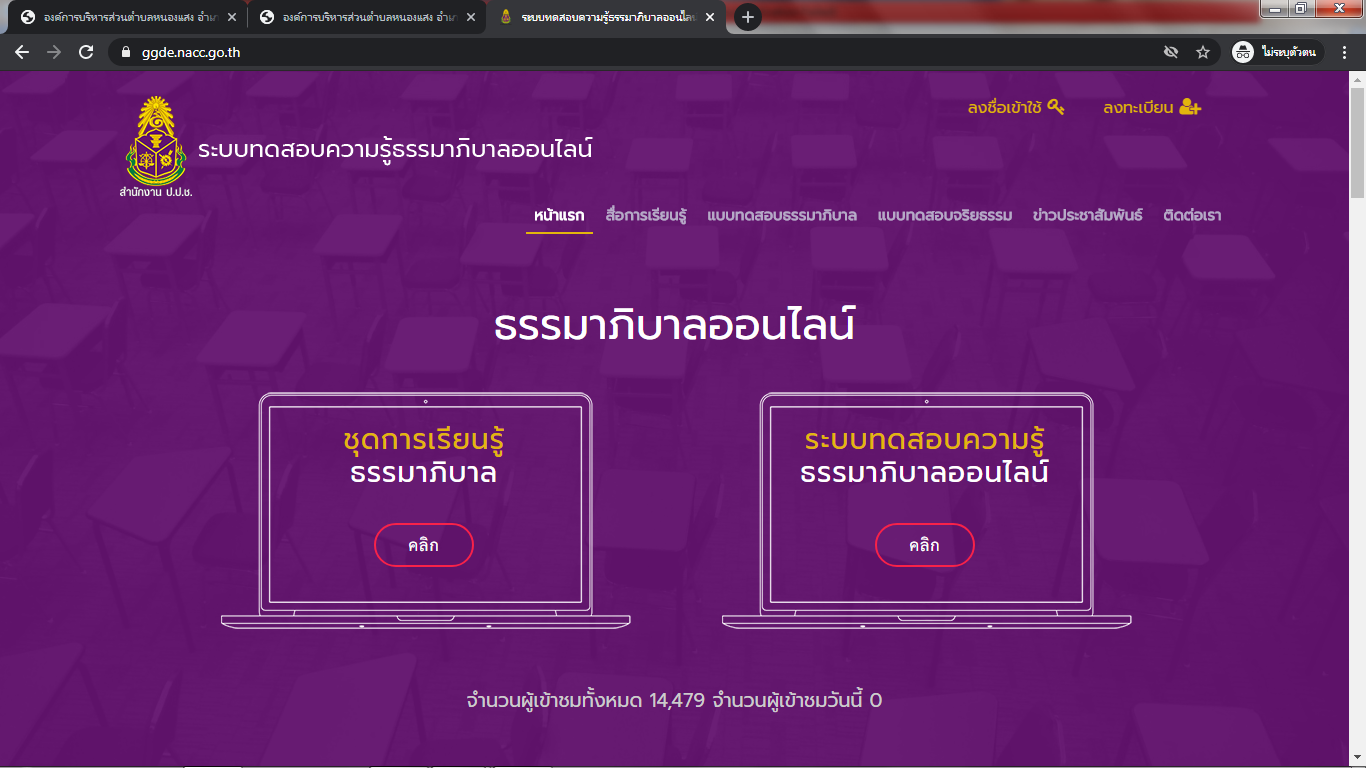 องค์การบริหารส่วนตำบลหนองแสง อำเภ
องค์การบริหารส่วนตำบลหนองแสง อำเภ
ระบบทดสอบความรู้ธรรมาภิบาลออนไลน์
ggde.nacc.go.th
ไม่ระบุตัวตน
ลงชื่อเข้าใช้
ลงทะเบียน
ระบบทดสอบความรู้ธรรมาภิบาลออนไลน์
สำนักงาน ป.ป.ช.
หน้าแรก สื่อการเรียนรู้ แบบทดสอบธรรมาภิบาล แบบทดสอบจริยธรรม ข่าวประชาสัมพันธ์ ติดต่อเรา
ธรรมาภิบาลออนไลน์
ชุดการเรียนรู้
ธรรมาภิบาล
คลิก
ระบบทดสอบความรู้
ธรรมาภิบาลออนไลน์
คลิก
จำนวนผู้เข้าชมทั้งหมด 14,479 จำนวนผู้เข้าชมวันนี้ 0